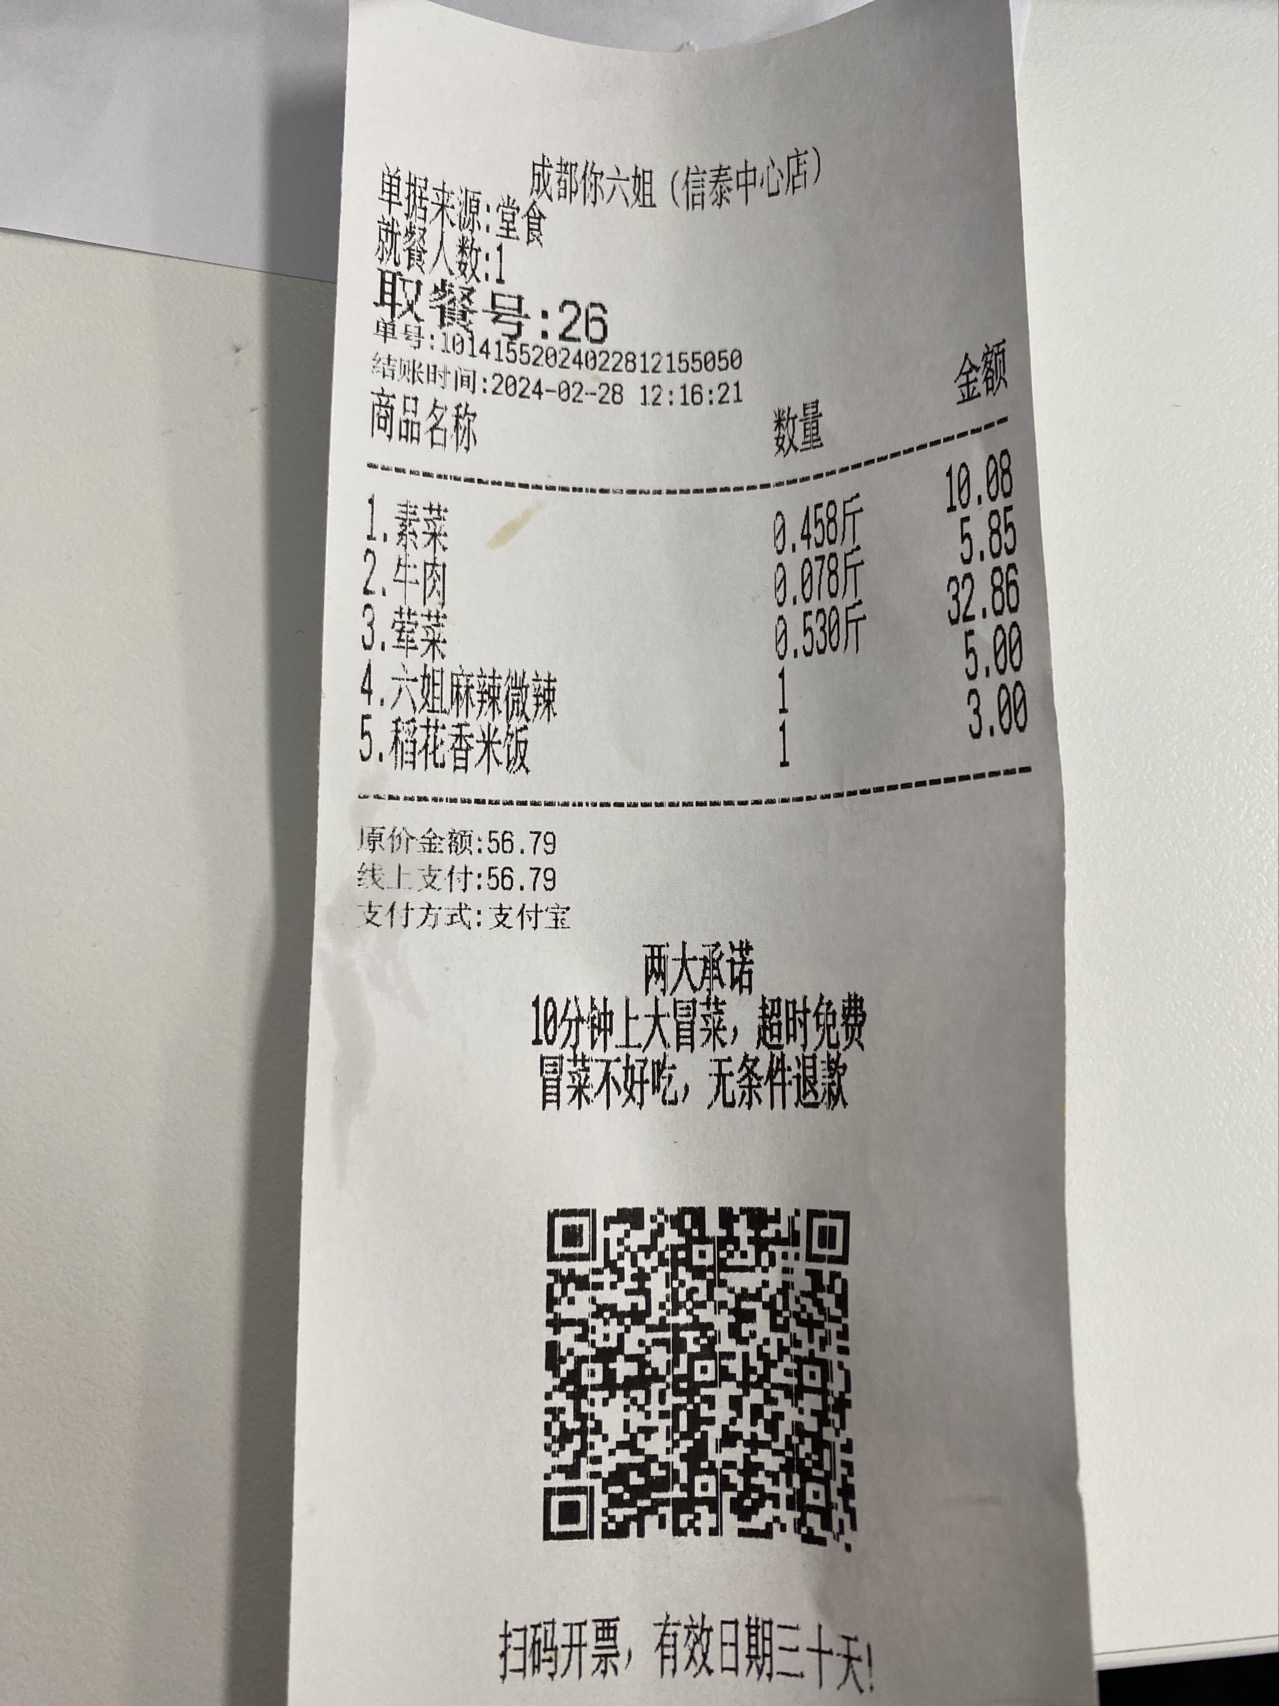 成都你六姐（信泰中心店）
单据来源:堂食
就餐人数:1
取餐号:26
单号:10141552024022812155050
结账时间:2024-02-28 12:16:21
商品名称 数量 金额
1.素菜 0.458斤 10.08
2.牛肉 0.078斤 5.85
3.荤菜 0.530斤 32.86
4.六姐麻辣微辣 1 5.00
5.稻花香米饭 1 3.00
原价金额:56.79
线上支付:56.79
支付方式:支付宝
两大承诺
10分钟上大冒菜，超时免费
冒菜不好吃，无条件退款
扫码开票，有效日期三十天!